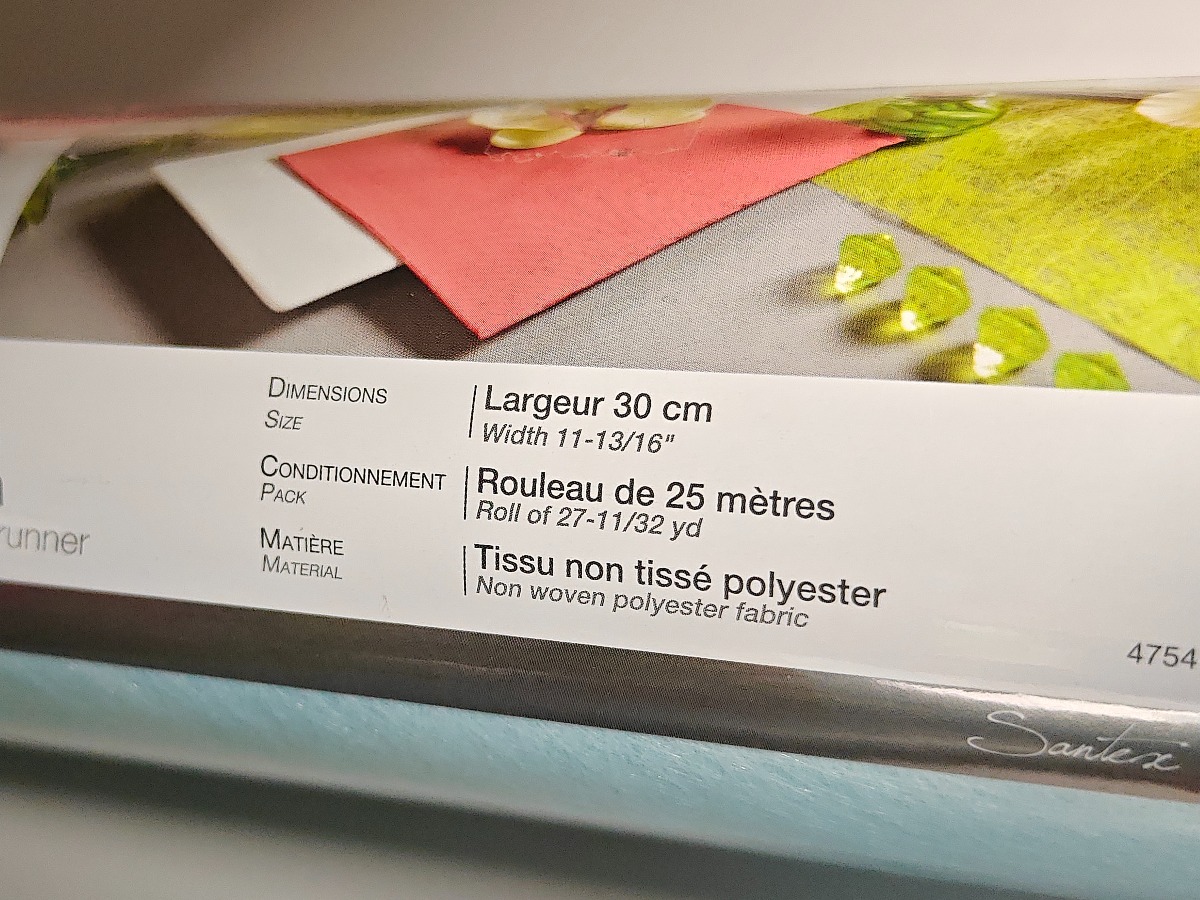 DIMENSIONS
SIZE
Largeur 30 cm
Width 11-13/16"
CONDITIONNEMENT
PACK
Rouleau de 25 mètres
Roll of 27-11/32 yd
MATIÈRE
MATERIAL
Tissu non tissé polyester
Non woven polyester fabric
runner
4754
Santex